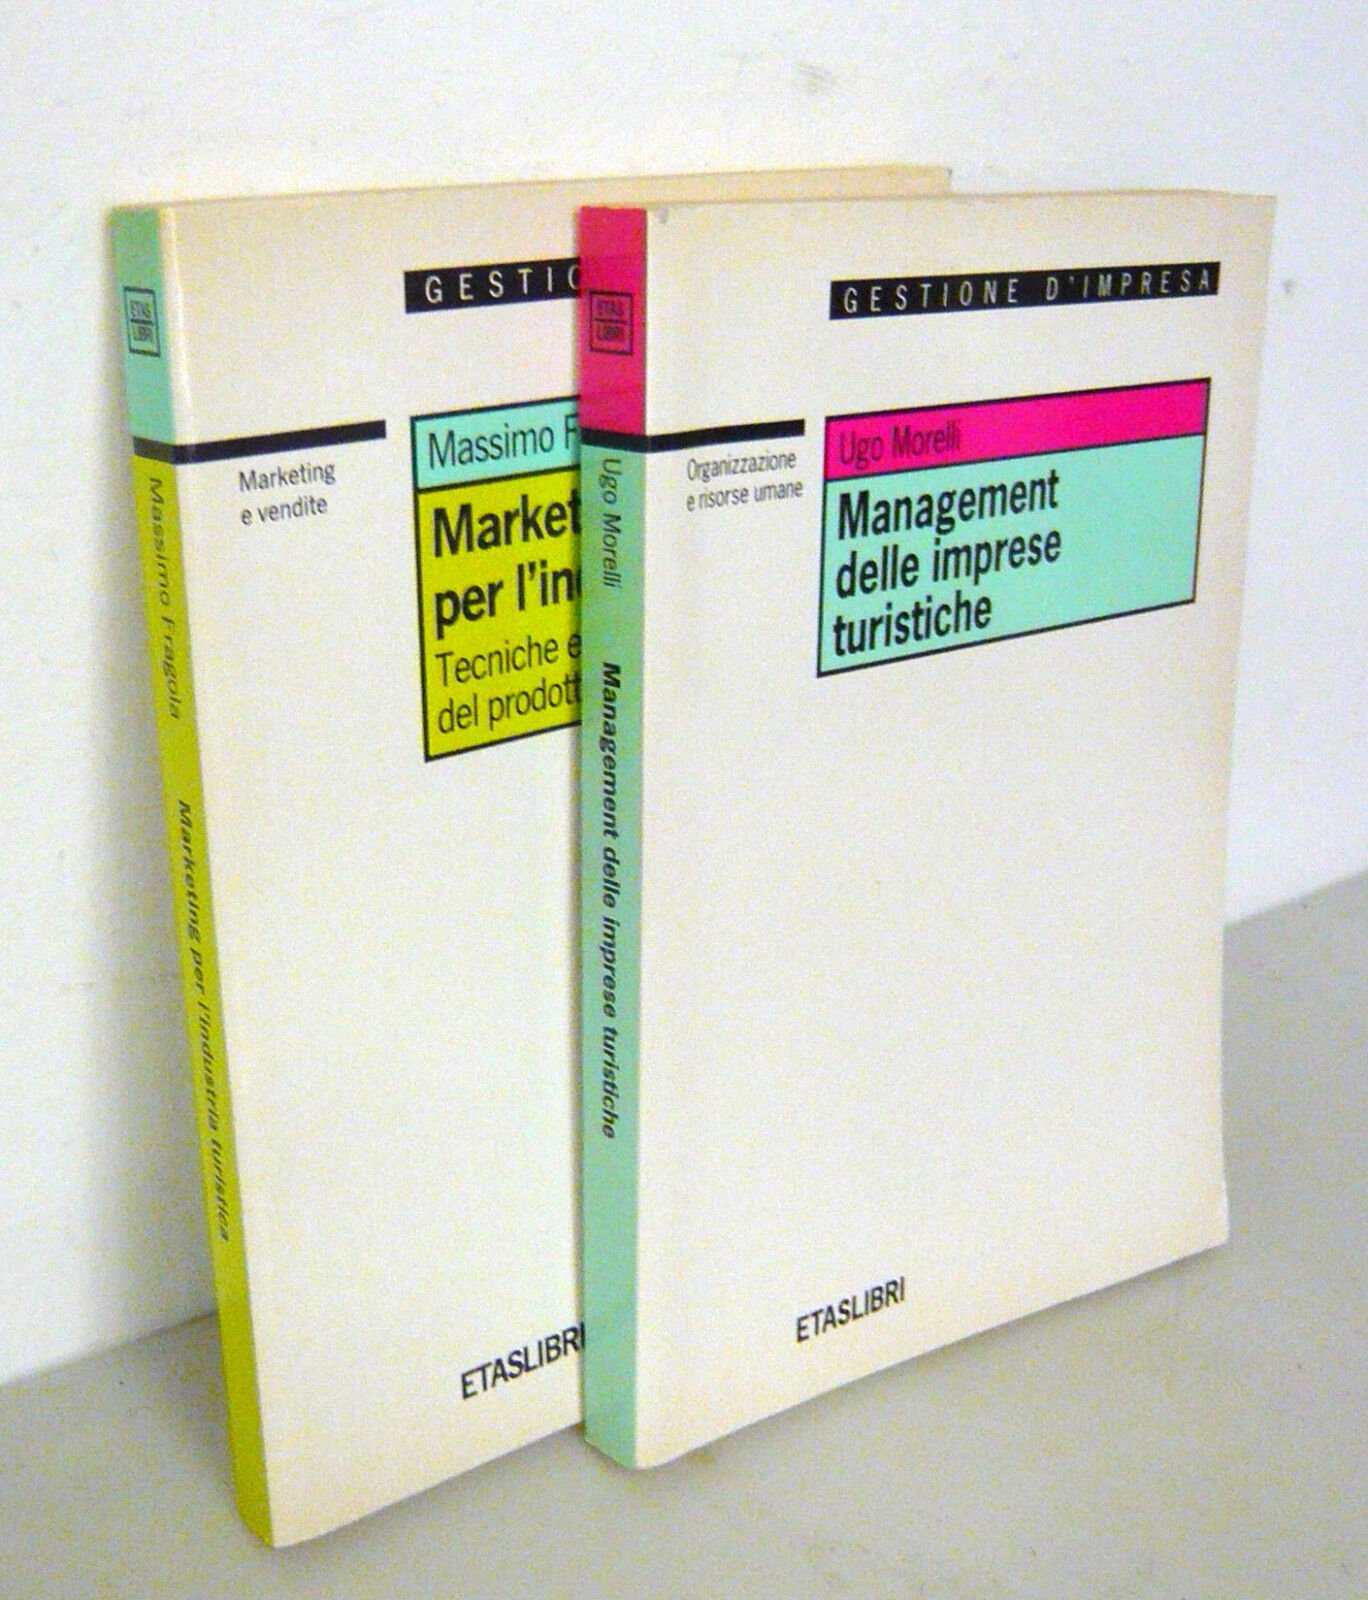 ETAS
LIBRI
Massimo Fragola
Marketing per l'industria turistica
GESTIO
Marketing
e vendite
Massimo F
Market
per l'in
Tecniche e
del prodott
ETASLIBRI
ETAS
LIBRI
Ugo Morelli
Management delle imprese turistiche
GESTIONE D'IMPRESA
Organizzazione
e risorse umane
Ugo Morelli
Management
delle imprese
turistiche
ETASLIBRI